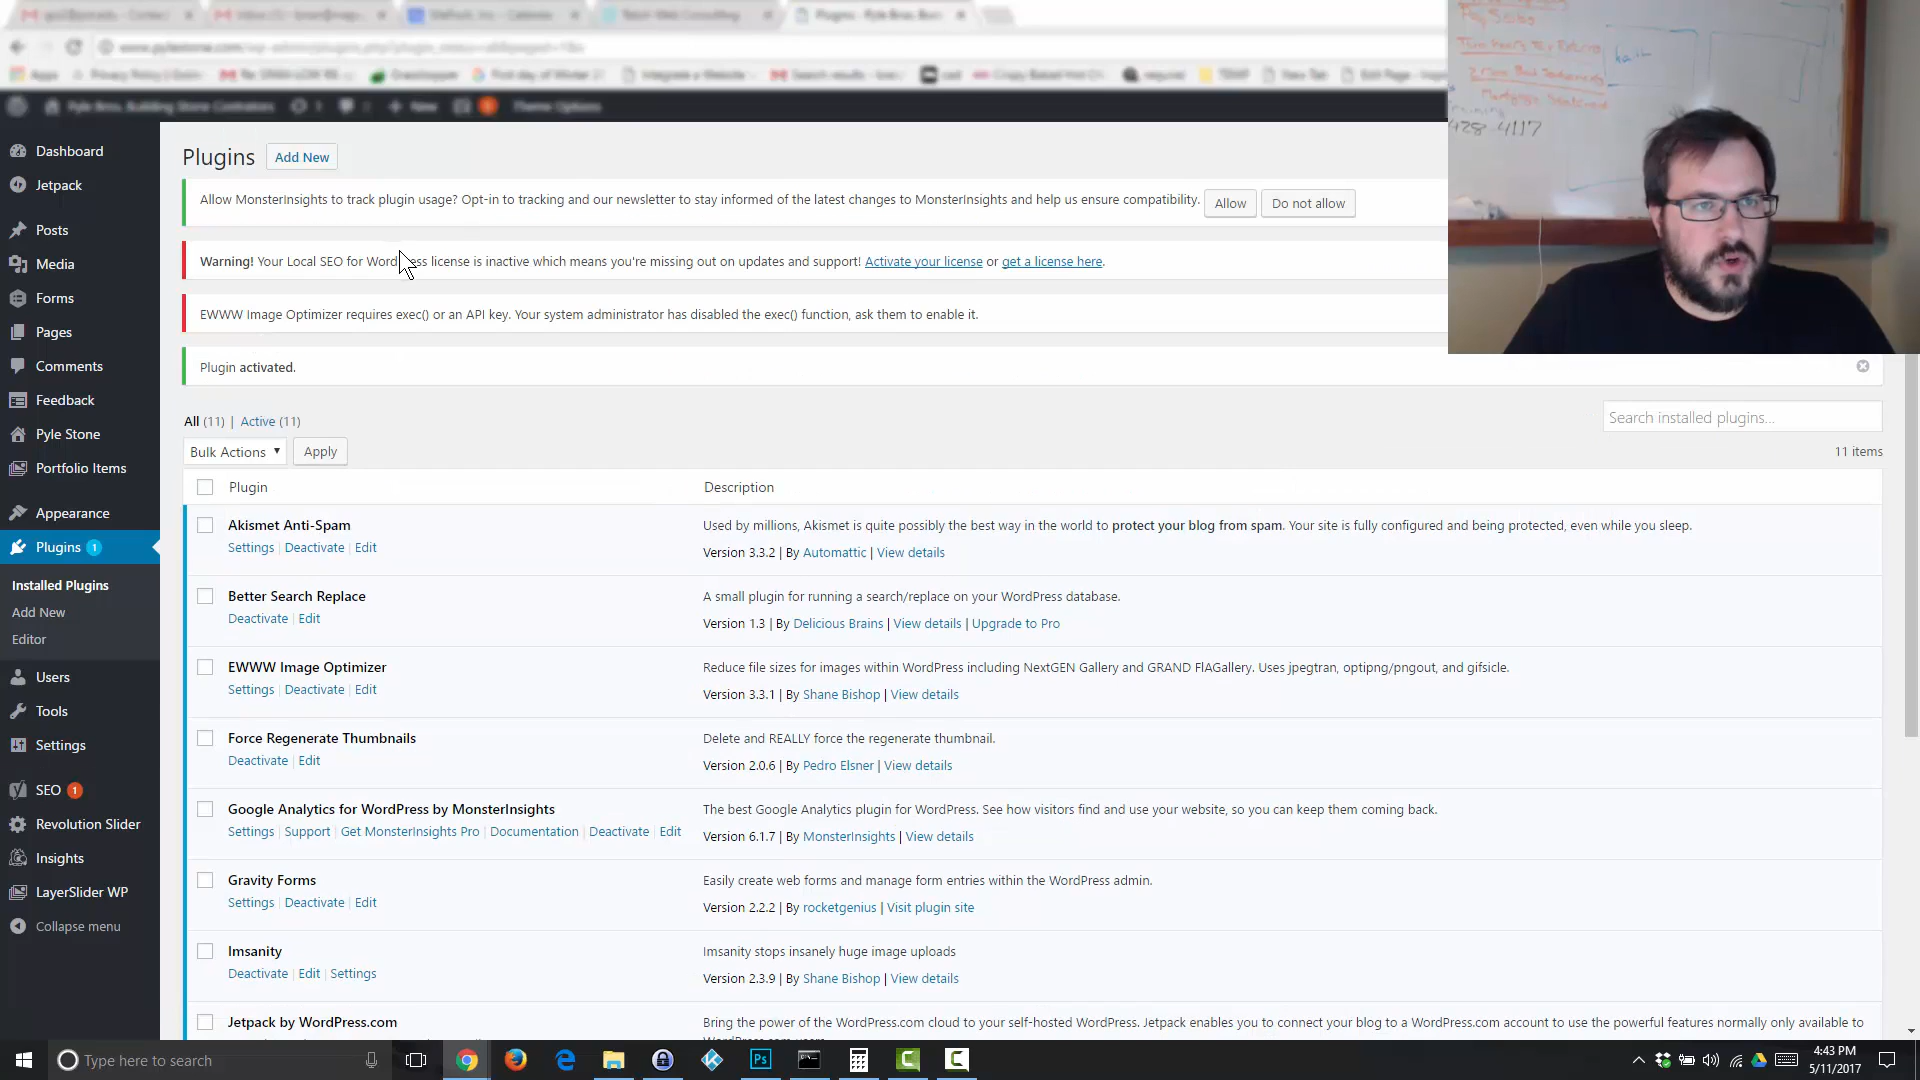 Pyle Bros. Building Stone Contractors
New
Theme Options
Dashboard
Jetpack
Posts
Media
Forms
Pages
Comments
Feedback
Pyle Stone
Portfolio Items
Appearance
Plugins 1
Installed Plugins
Add New
Editor
Users
Tools
Settings
SEO 1
Revolution Slider
Insights
LayerSlider WP
Collapse menu
Plugins Add New
Allow MonsterInsights to track plugin usage? Opt-in to tracking and our newsletter to stay informed of the latest changes to MonsterInsights and help us ensure compatibility. Allow Do not allow
Warning! Your Local SEO for WordPress license is inactive which means you're missing out on updates and support! Activate your license or get a license here.
EWWW Image Optimizer requires exec() or an API key. Your system administrator has disabled the exec() function, ask them to enable it.
Plugin activated.
All (11) | Active (11)
Search installed plugins...
Bulk Actions Apply
11 items
Plugin Description
Akismet Anti-Spam
Settings | Deactivate | Edit
Used by millions, Akismet is quite possibly the best way in the world to protect your blog from spam. Your site is fully configured and being protected, even while you sleep.
Version 3.3.2 | By Automattic | View details
Better Search Replace
Deactivate | Edit
A small plugin for running a search/replace on your WordPress database.
Version 1.3 | By Delicious Brains | View details | Upgrade to Pro
EWWW Image Optimizer
Settings | Deactivate | Edit
Reduce file sizes for images within WordPress including NextGEN Gallery and GRAND FlAGallery. Uses jpegtran, optipng/pngout, and gifsicle.
Version 3.3.1 | By Shane Bishop | View details
Force Regenerate Thumbnails
Deactivate | Edit
Delete and REALLY force the regenerate thumbnail.
Version 2.0.6 | By Pedro Elsner | View details
Google Analytics for WordPress by MonsterInsights
Settings | Support | Get MonsterInsights Pro | Documentation | Deactivate | Edit
The best Google Analytics plugin for WordPress. See how visitors find and use your website, so you can keep them coming back.
Version 6.1.7 | By MonsterInsights | View details
Gravity Forms
Settings | Deactivate | Edit
Easily create web forms and manage form entries within the WordPress admin.
Version 2.2.2 | By rocketgenius | Visit plugin site
Imsanity
Deactivate | Edit | Settings
Imsanity stops insanely huge image uploads
Version 2.3.9 | By Shane Bishop | View details
Jetpack by WordPress.com
Bring the power of the WordPress.com cloud to your self-hosted WordPress. Jetpack enables you to connect your blog to a WordPress.com account to use the powerful features normally only available to
428-4117
Type here to search
Ps
4:43 PM
5/11/2017